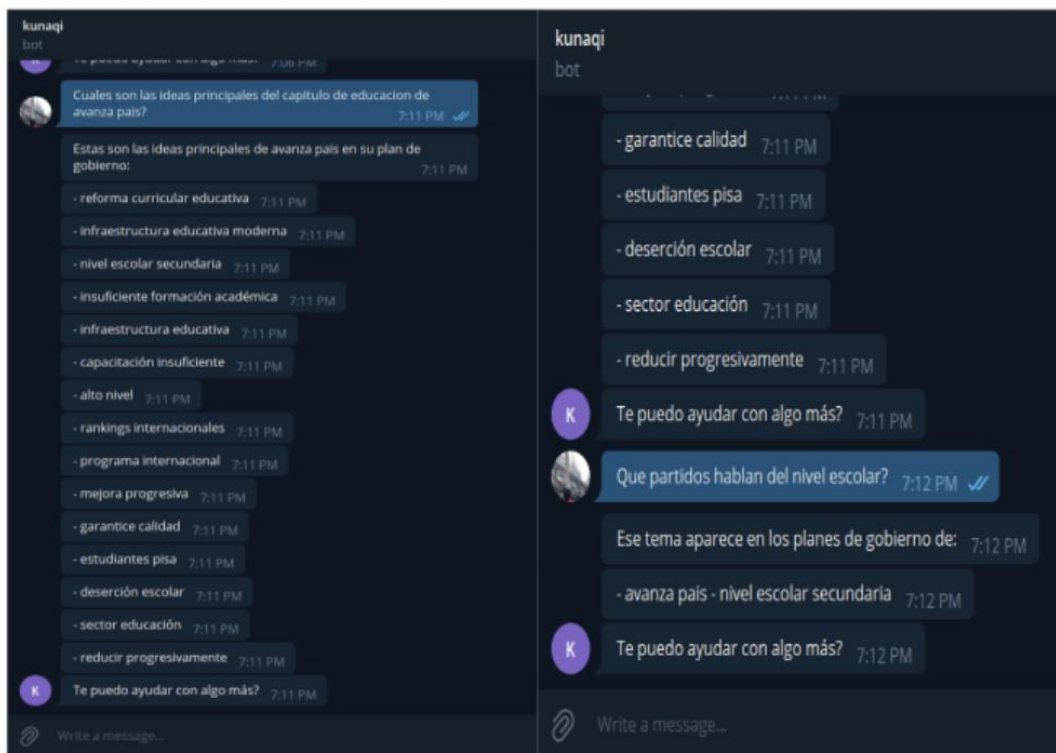 kunaqi
bot
Te puedo ayudar con algo más? 7:06 PM
Cuales son las ideas principales del capitulo de educacion de
avanza pais? 7:11 PM
Estas son las ideas principales de avanza pais en su plan de
gobierno: 7:11 PM
- reforma curricular educativa 7:11 PM
- infraestructura educativa moderna 7:11 PM
- nivel escolar secundaria 7:11 PM
- insuficiente formación académica 7:11 PM
- infraestructura educativa 7:11 PM
- capacitación insuficiente 7:11 PM
- alto nivel 7:11 PM
- rankings internacionales 7:11 PM
- programa internacional 7:11 PM
- mejora progresiva 7:11 PM
- garantice calidad 7:11 PM
- estudiantes pisa 7:11 PM
- deserción escolar 7:11 PM
- sector educación 7:11 PM
- reducir progresivamente 7:11 PM
K
Te puedo ayudar con algo más? 7:11 PM
Write a message...
kunaqi
bot
- garantice calidad 7:11 PM
- estudiantes pisa 7:11 PM
- deserción escolar 7:11 PM
- sector educación 7:11 PM
- reducir progresivamente 7:11 PM
K
Te puedo ayudar con algo más? 7:11 PM
Que partidos hablan del nivel escolar? 7:12 PM
Ese tema aparece en los planes de gobierno de: 7:12 PM
- avanza pais - nivel escolar secundaria 7:12 PM
K
Te puedo ayudar con algo más? 7:12 PM
Write a message...